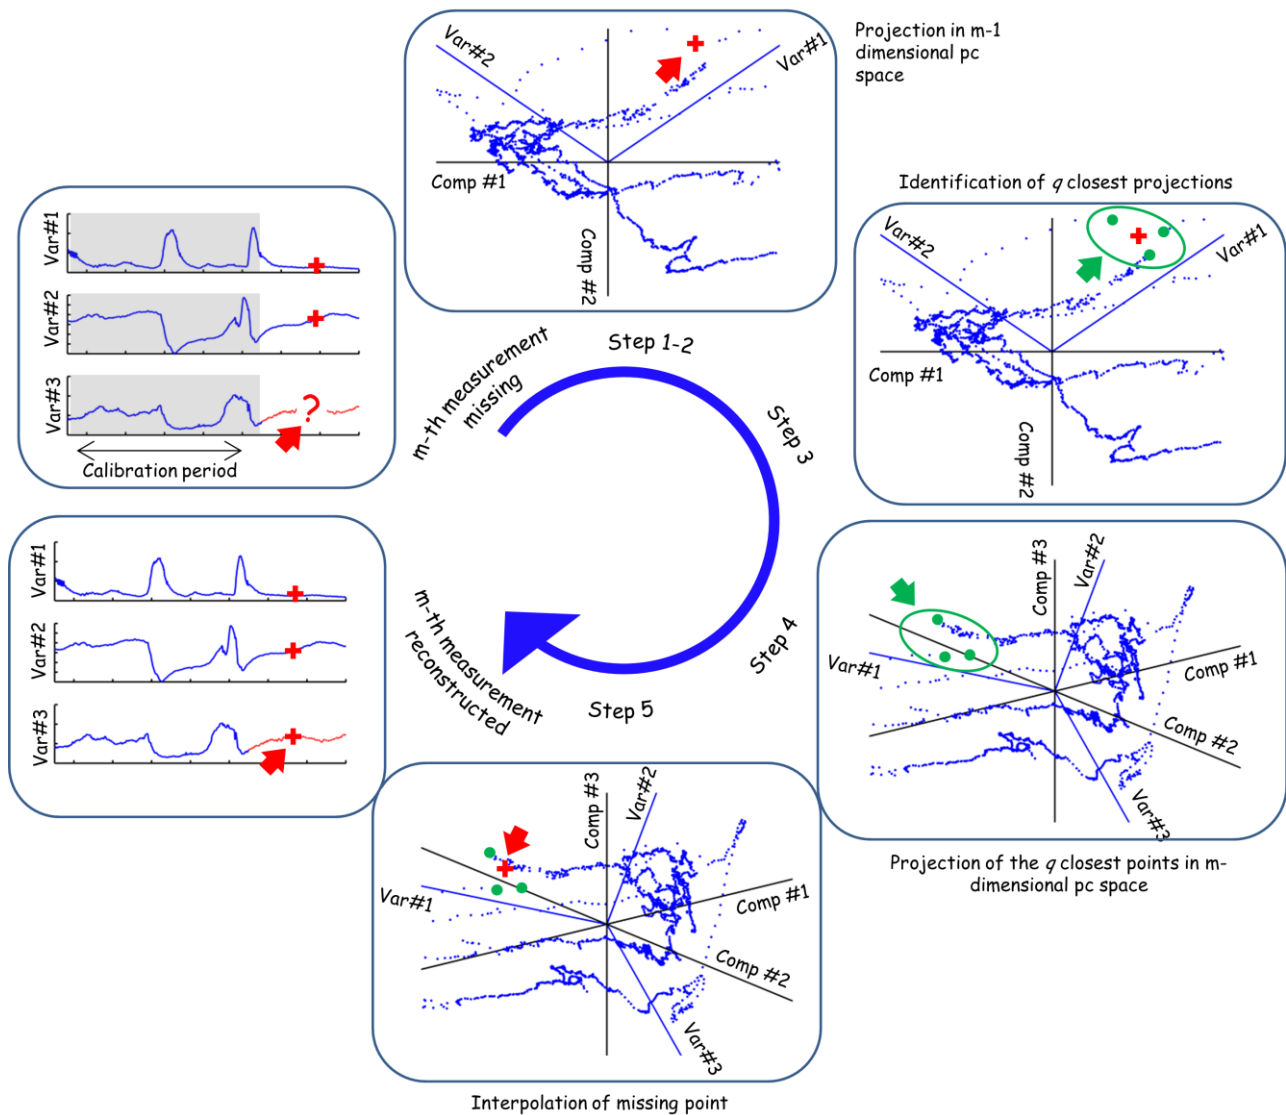 Var#2
Var#1
Comp #1
Comp #2
Projection in m-1
dimensional pc
space
Var#1
Var#2
Var#3
?
Calibration period
Identification of q closest projections
Var#2
Var#1
Comp #1
Comp #2
m-th measurement
missing
Step 1-2
Step 3
Step 4
Step 5
m-th measurement
reconstructed
Var#1
Var#2
Var#3
Comp #3
Var#2
Var#1
Comp #1
Comp #2
Var#3
Projection of the q closest points in m-
dimensional pc space
Comp #3
Var#2
Var#1
Comp #1
Comp #2
Var#3
Interpolation of missing point